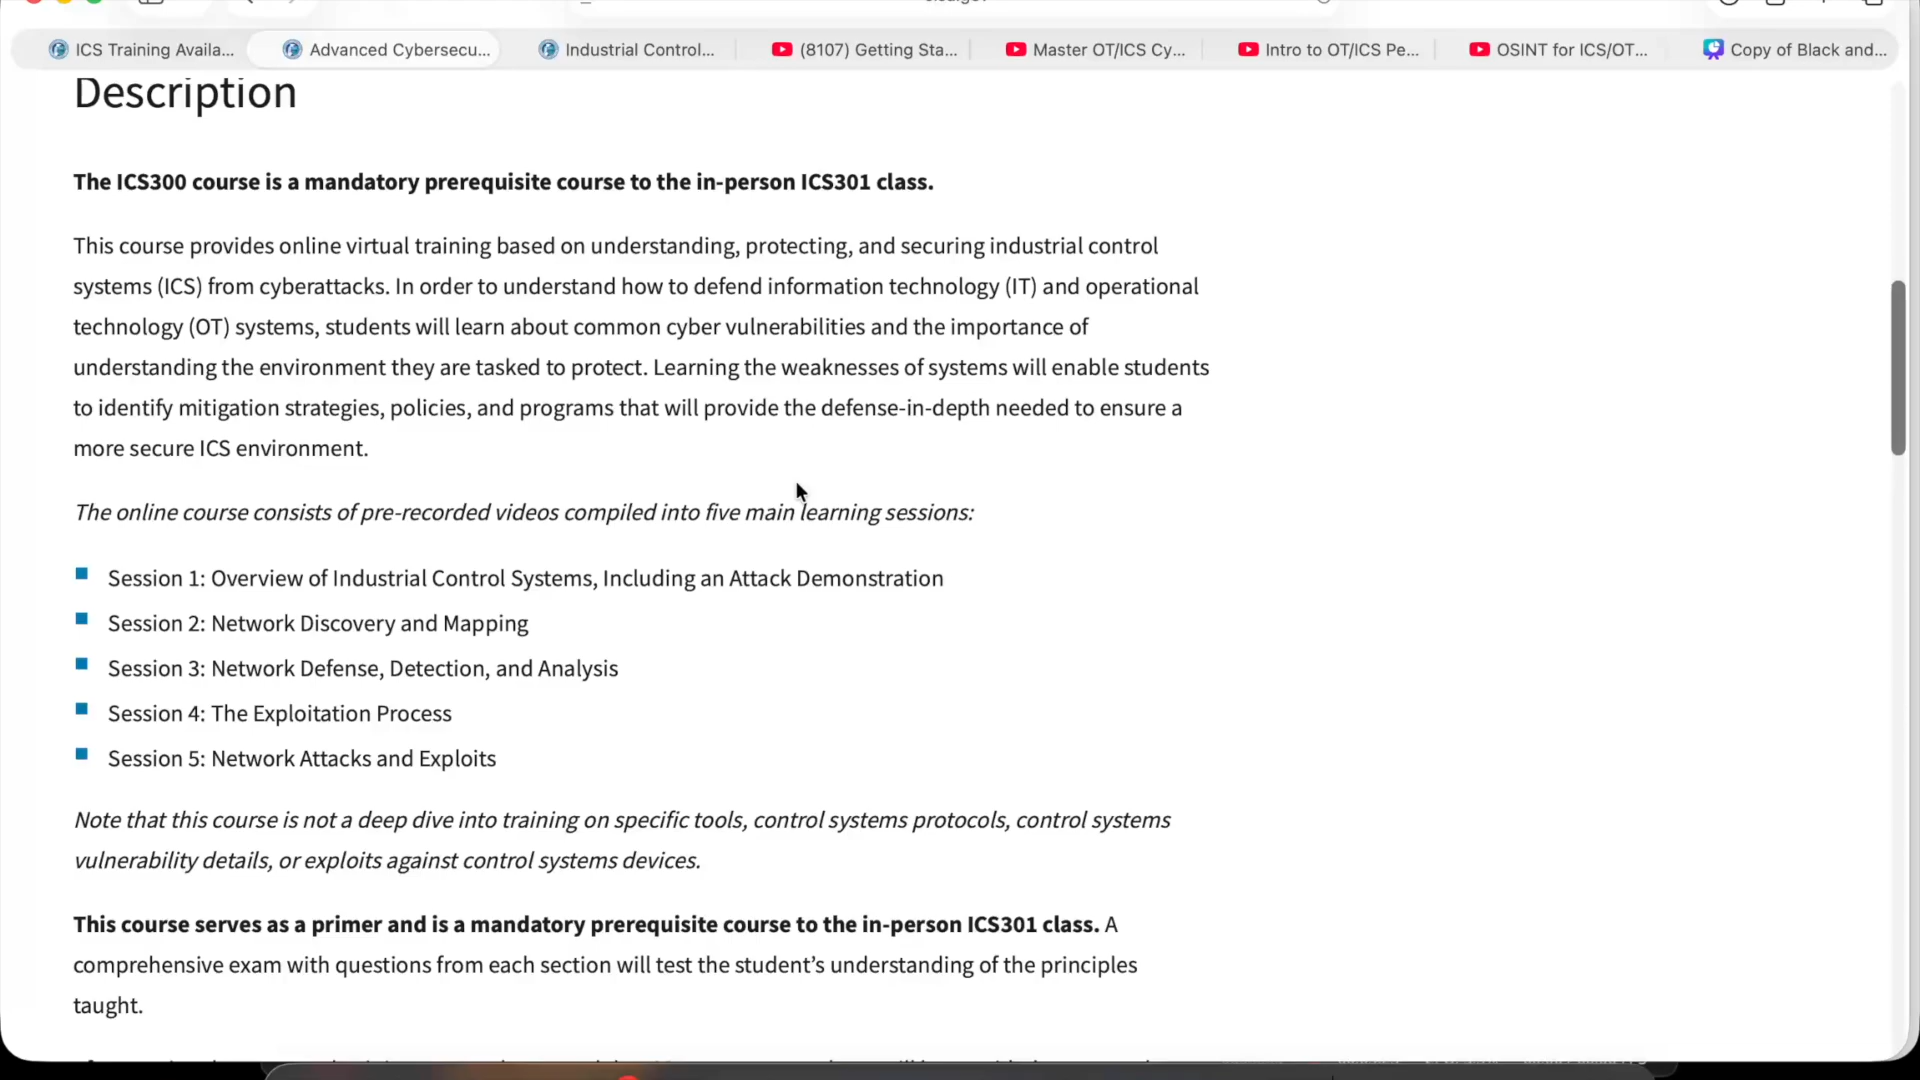 ICS Training Availa...
Advanced Cybersecu...
Industrial Control...
(8107) Getting Sta...
Master OT/ICS Cy...
Intro to OT/ICS Pe...
OSINT for ICS/OT...
Copy of Black and...
Description
The ICS300 course is a mandatory prerequisite course to the in-person ICS301 class.
This course provides online virtual training based on understanding, protecting, and securing industrial control
systems (ICS) from cyberattacks. In order to understand how to defend information technology (IT) and operational
technology (OT) systems, students will learn about common cyber vulnerabilities and the importance of
understanding the environment they are tasked to protect. Learning the weaknesses of systems will enable students
to identify mitigation strategies, policies, and programs that will provide the defense-in-depth needed to ensure a
more secure ICS environment.
The online course consists of pre-recorded videos compiled into five main learning sessions:
Session 1: Overview of Industrial Control Systems, Including an Attack Demonstration
Session 2: Network Discovery and Mapping
Session 3: Network Defense, Detection, and Analysis
Session 4: The Exploitation Process
Session 5: Network Attacks and Exploits
Note that this course is not a deep dive into training on specific tools, control systems protocols, control systems
vulnerability details, or exploits against control systems devices.
This course serves as a primer and is a mandatory prerequisite course to the in-person ICS301 class. A
comprehensive exam with questions from each section will test the student's understanding of the principles
taught.